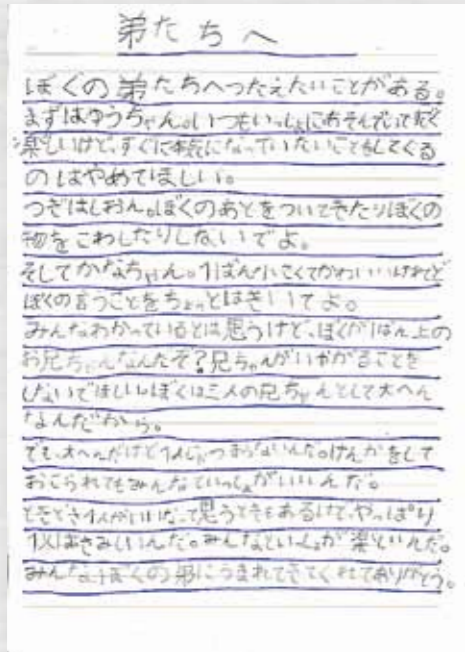 弟たちへ
ぼくの弟たちへつたえたいことがある。
まずはゆうちゃん。いつもいっしょにあそんでいて
楽しいけど、すぐに本気になっていたいこともしてくる
のはやめてほしい。
つぎはしおん。ぼくのあとをついてきたりぼくの
物をこわしたりしないでよ。
そしてかなちゃん。1ばん小さくてかわいいけれど
ぼくの言うことをちょっとはきいてよ。
みんなわかっているとは思うけど、ぼくが1ばん上の
お兄ちゃんなんだぞ？兄ちゃんがいやがることを
しないでほしいしぼくは三人の兄ちゃんとして大へん
なんだから。
でも、大へんだけど1人じゃつまらないんだ。けんかをして
おこられてもみんなといっしょがいいんだ。
ときどき1人がいいなって思うときもあるけど、やっぱり
1人はさみしいんだ。みんなといっしょが楽しいんだ。
みんな、ぼくの弟にうまれてきてくれてありがとう。